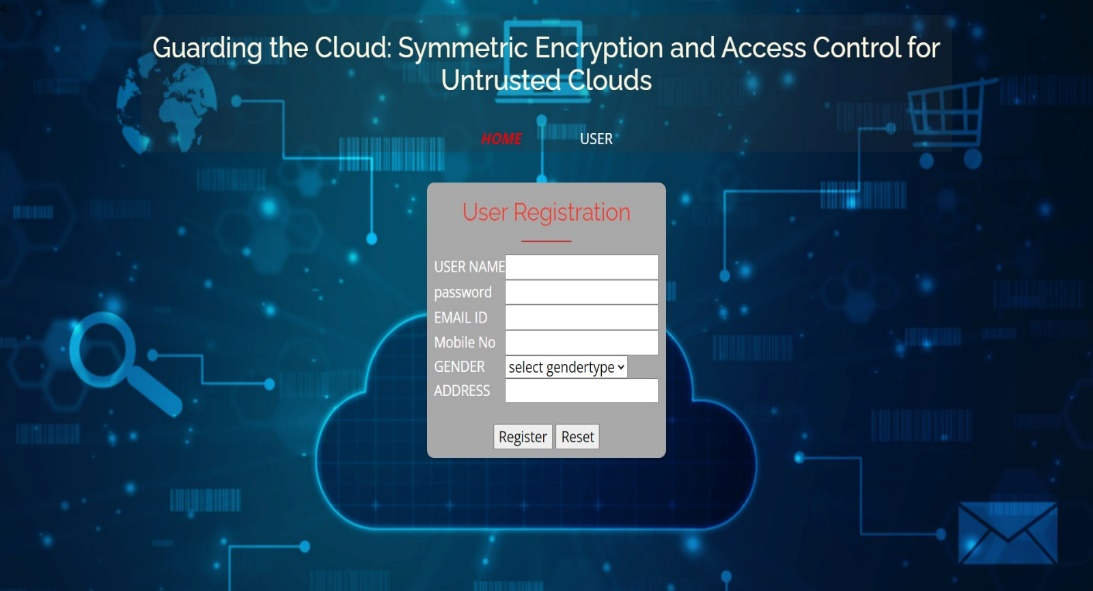 Guarding the Cloud: Symmetric Encryption and Access Control for
Untrusted Clouds
HOME USER
User Registration
USER NAME
password
EMAIL ID
Mobile No
GENDER select gendertype
ADDRESS
Register Reset